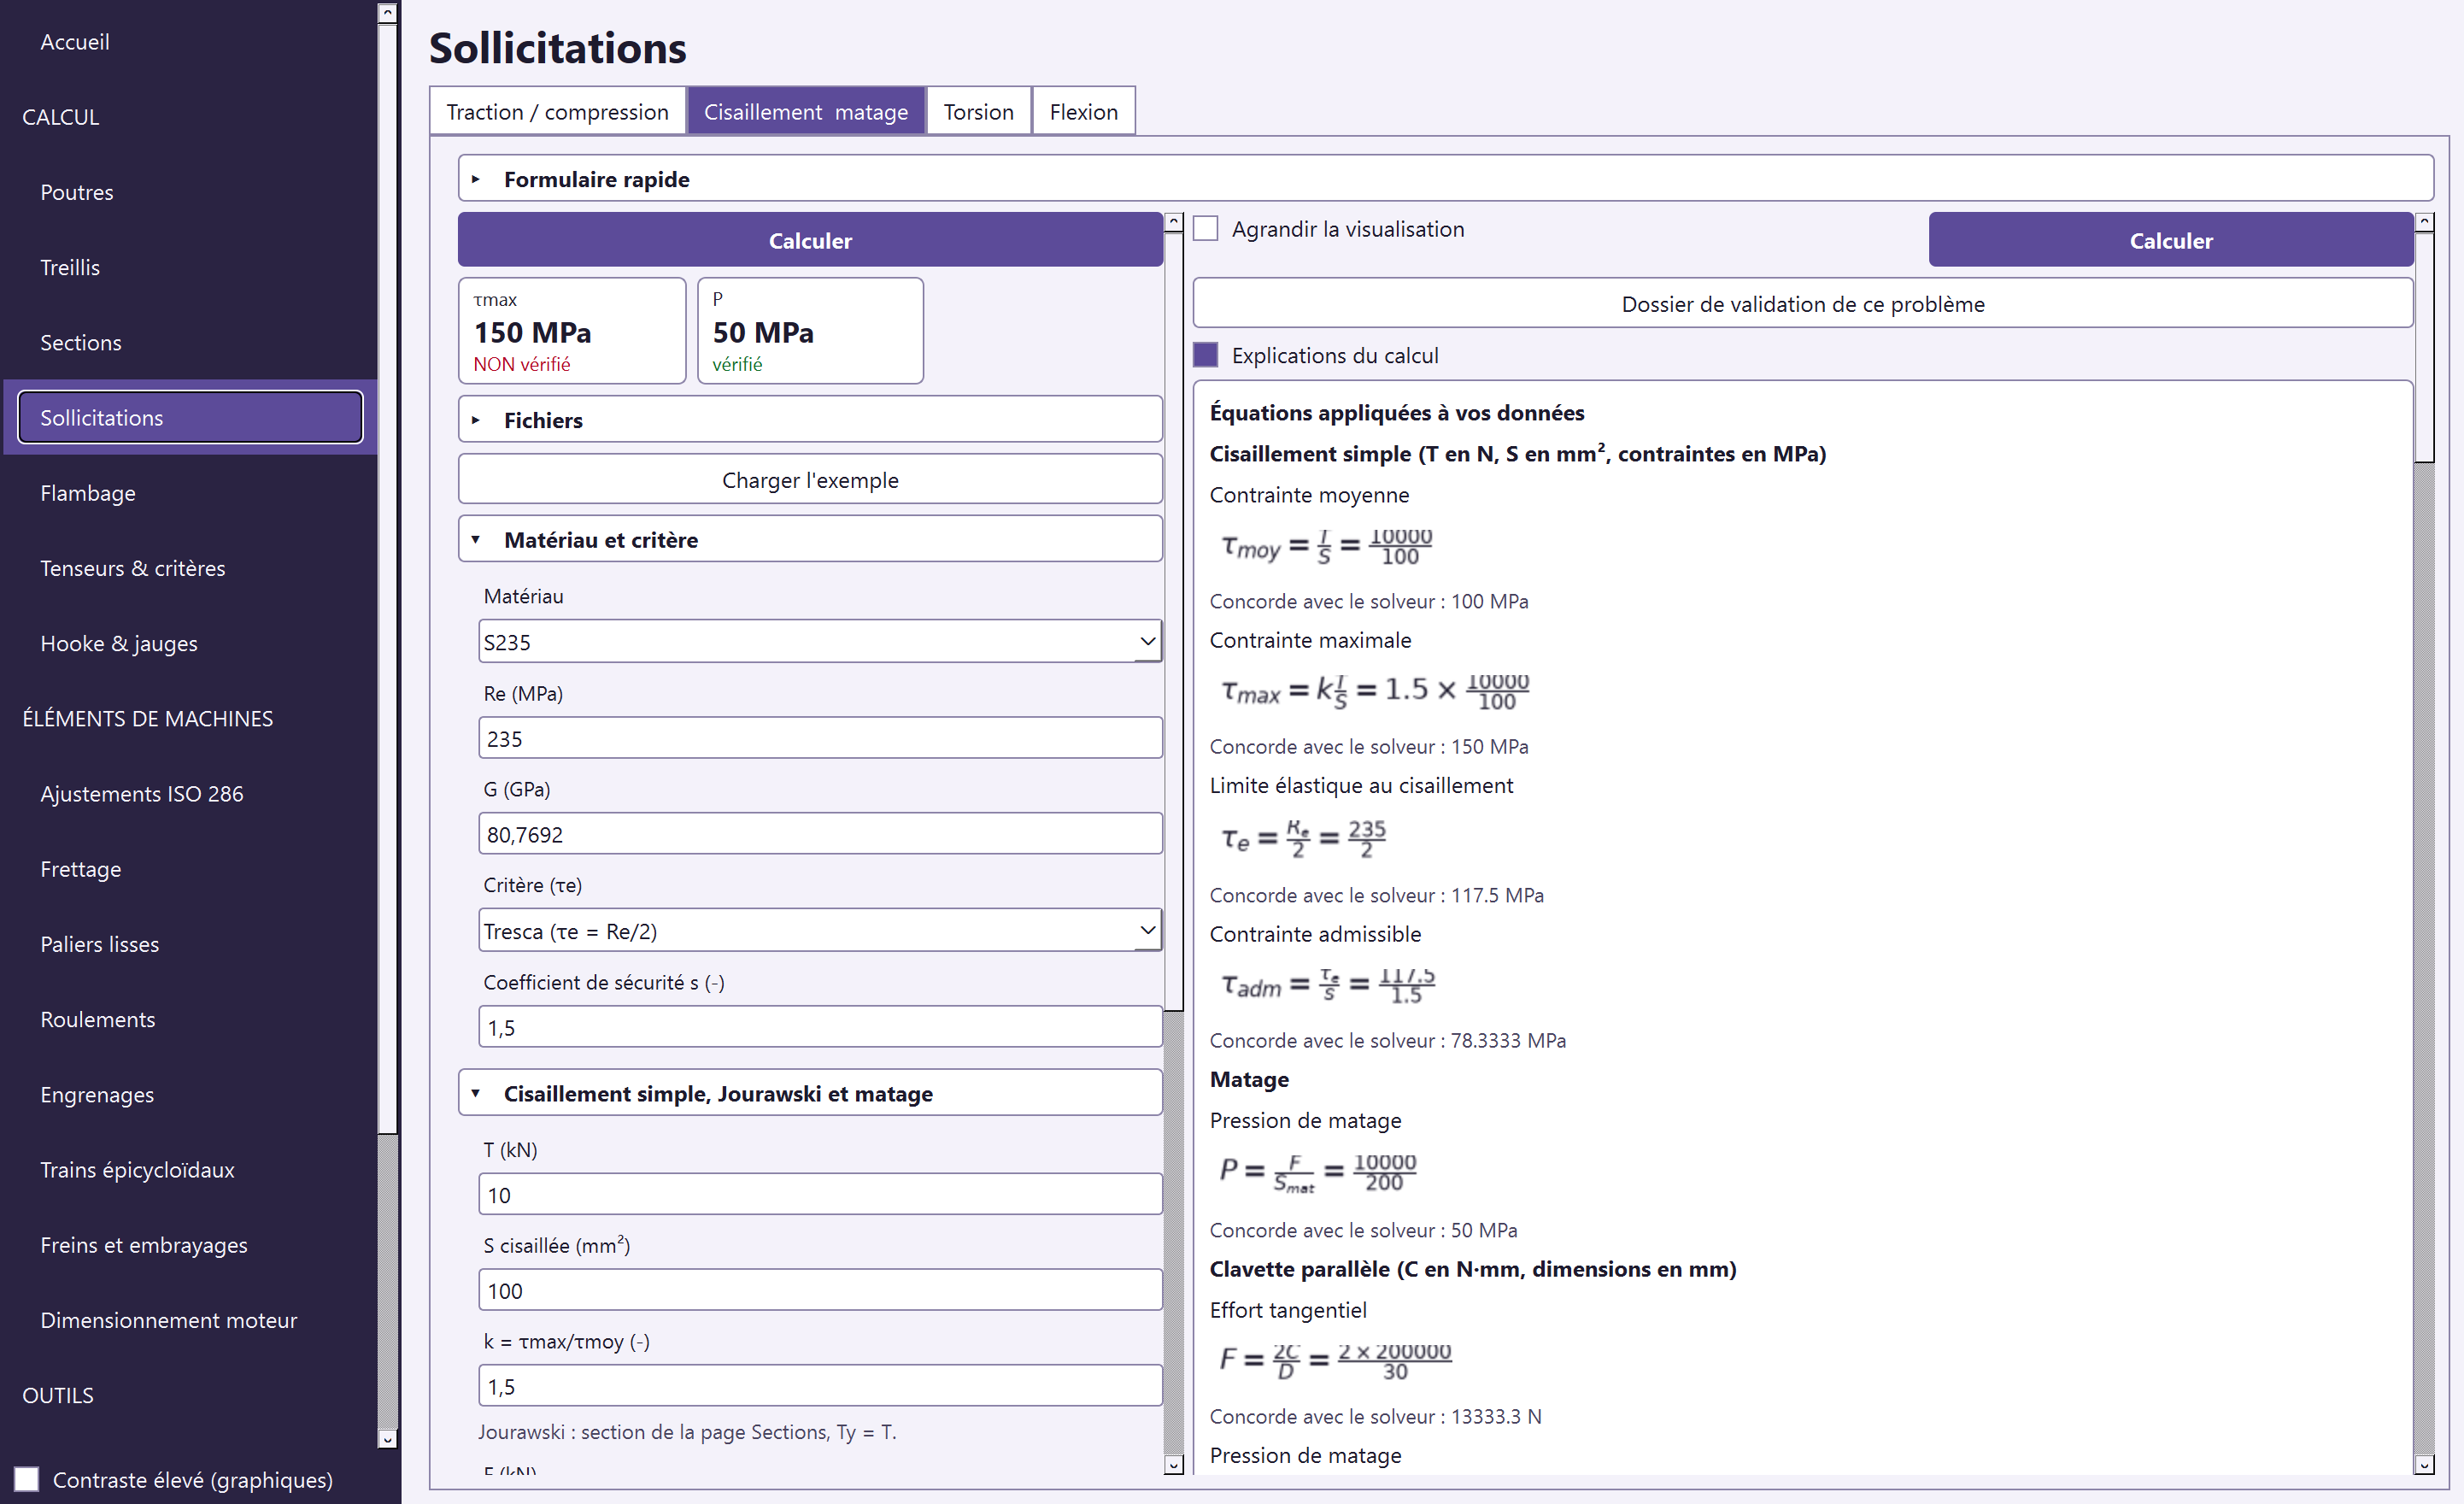 Accueil
CALCUL
Poutres
Treillis
Sections
Sollicitations
Flambage
Tenseurs & critères
Hooke & jauges
ÉLÉMENTS DE MACHINES
Ajustements ISO 286
Frettage
Paliers lisses
Roulements
Engrenages
Trains épicycloïdaux
Freins et embrayages
Dimensionnement moteur
OUTILS
Contraste élevé (graphiques)
Sollicitations
Traction / compression
Cisaillement matage
Torsion
Flexion
Formulaire rapide
Calculer
τmax
150 MPa
NON vérifié
P
50 MPa
vérifié
Fichiers
Charger l'exemple
Matériau et critère
Matériau
S235
Re (MPa)
235
G (GPa)
80,7692
Critère (τe)
Tresca (τe = Re/2)
Coefficient de sécurité s (-)
1,5
Cisaillement simple, Jourawski et matage
T (kN)
10
S cisaillée (mm²)
100
k = τmax/τmoy (-)
1,5
Jourawski : section de la page Sections, Ty = T.
F (kN)
Agrandir la visualisation
Calculer
Dossier de validation de ce problème
Explications du calcul
Équations appliquées à vos données
Cisaillement simple (T en N, S en mm², contraintes en MPa)
Contrainte moyenne
τmoy = T/S = 10000/100
Concorde avec le solveur : 100 MPa
Contrainte maximale
τmax = k T/S = 1.5 × 10000/100
Concorde avec le solveur : 150 MPa
Limite élastique au cisaillement
τe = Re/2 = 235/2
Concorde avec le solveur : 117.5 MPa
Contrainte admissible
τadm = τe/s = 117.5/1.5
Concorde avec le solveur : 78.3333 MPa
Matage
Pression de matage
P = F/Smat = 10000/200
Concorde avec le solveur : 50 MPa
Clavette parallèle (C en N·mm, dimensions en mm)
Effort tangentiel
F = 2C/D = 2 × 200000/30
Concorde avec le solveur : 13333.3 N
Pression de matage